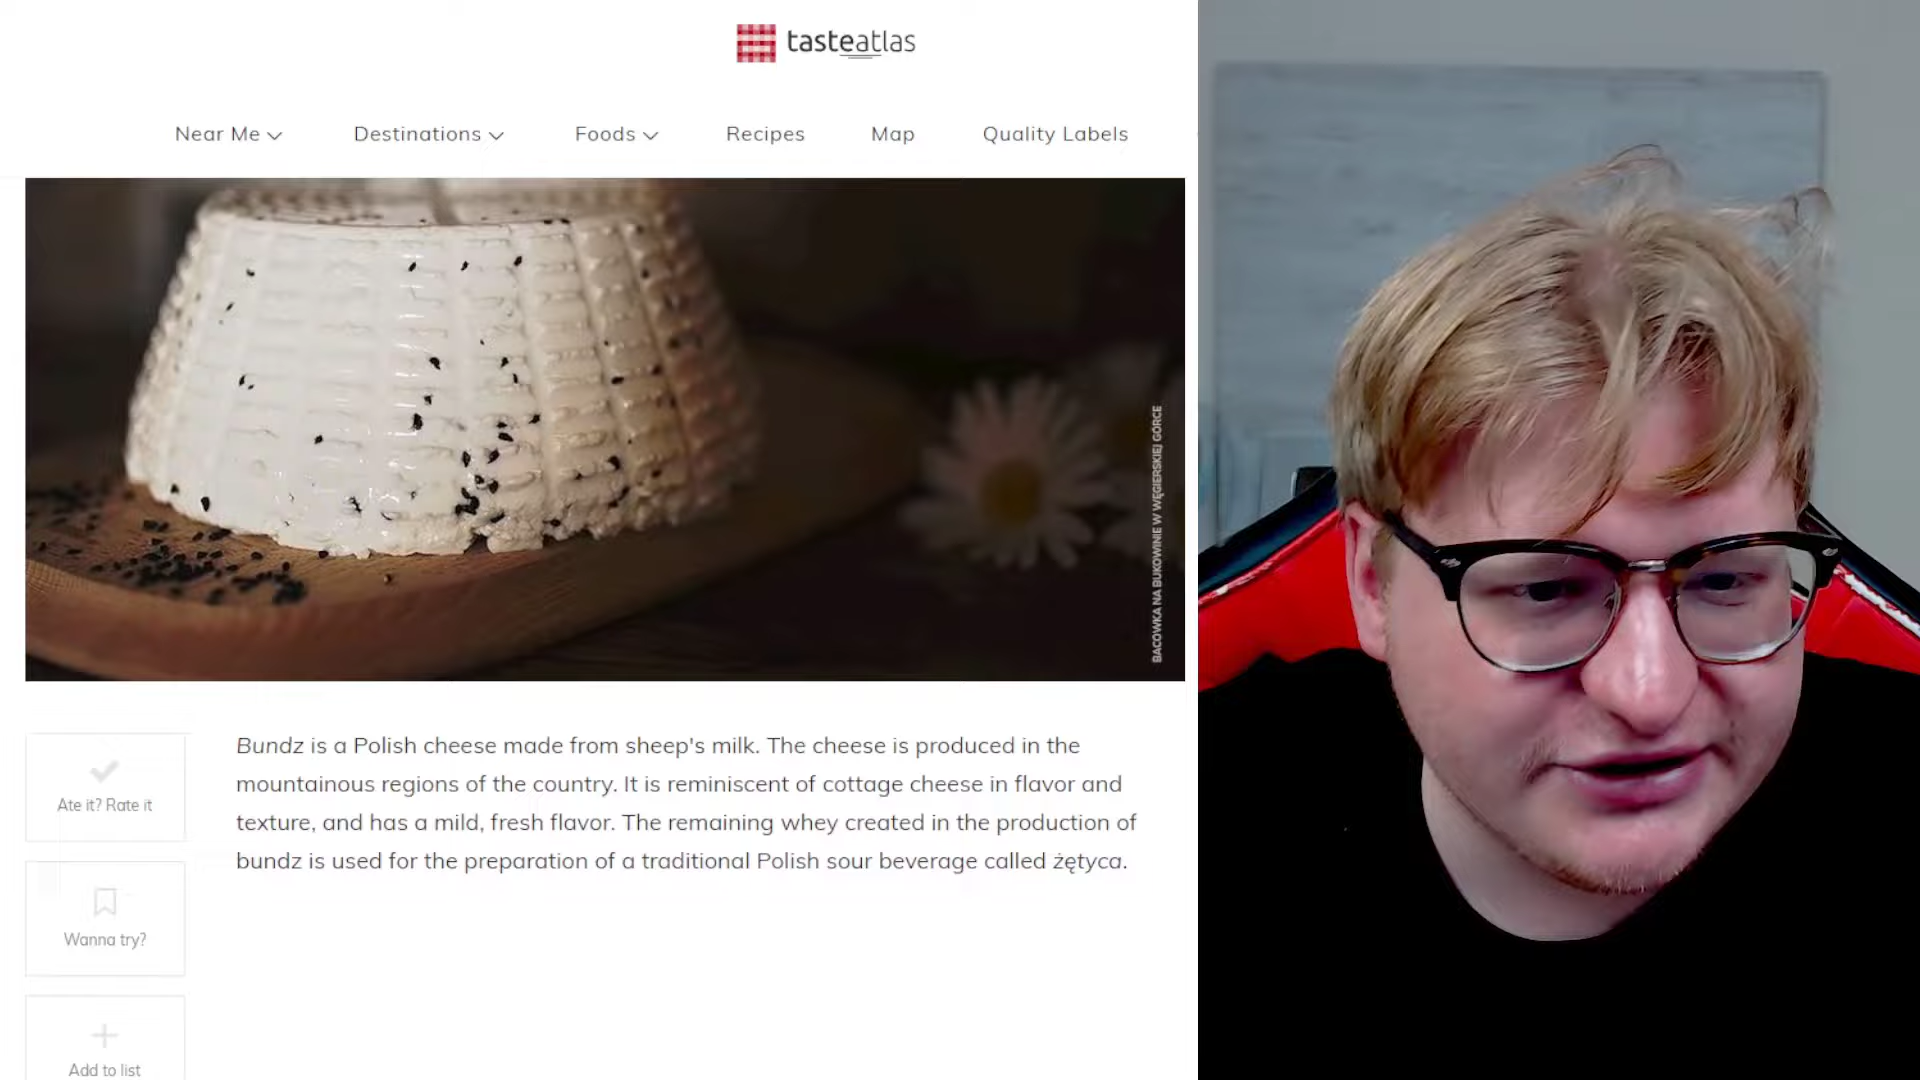 tasteatlas
Near Me Destinations Foods Recipes Map Quality Labels
BACÓWKA NA BUKOWINIE W WĘGIERSKIEJ GÓRCE
Bundz is a Polish cheese made from sheep's milk. The cheese is produced in the
mountainous regions of the country. It is reminiscent of cottage cheese in flavor and
texture, and has a mild, fresh flavor. The remaining whey created in the production of
bundz is used for the preparation of a traditional Polish sour beverage called żętyca.
Ate it? Rate it
Wanna try?
Add to list